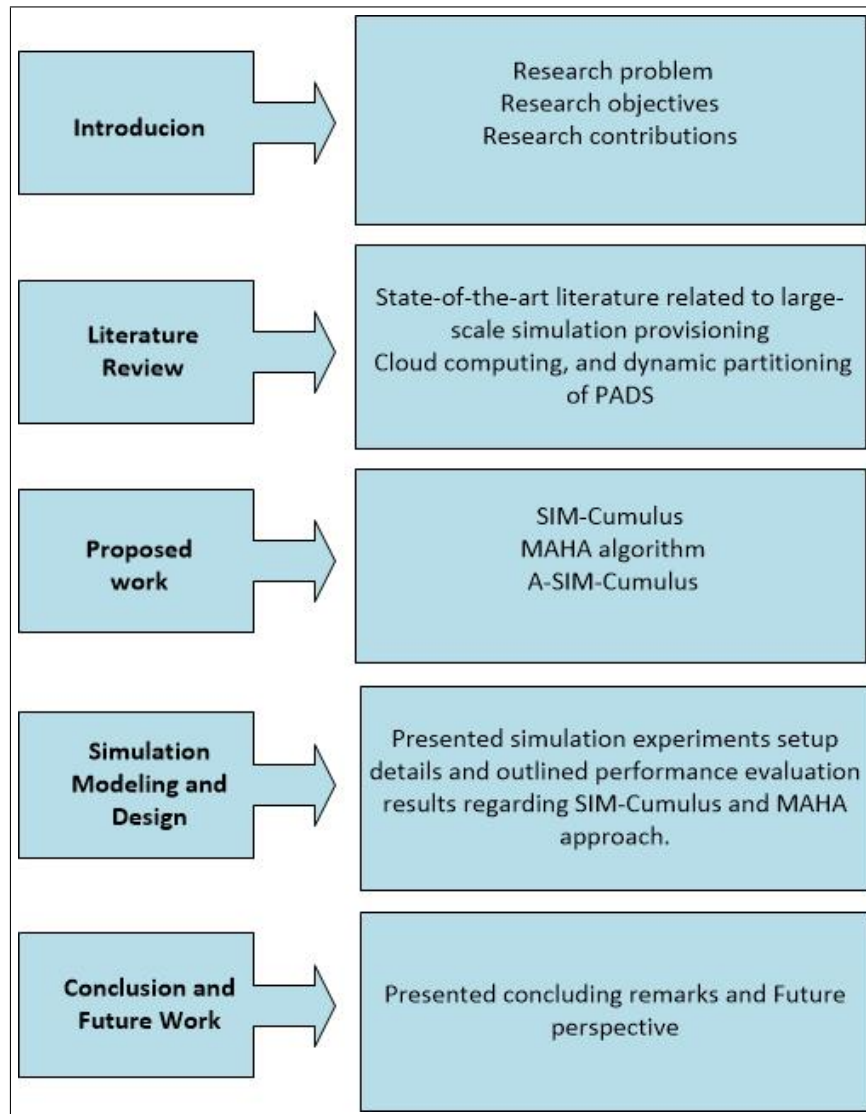 Introducion
Research problem
Research objectives
Research contributions
Literature
Review
State-of-the-art literature related to large-
scale simulation provisioning
Cloud computing, and dynamic partitioning
of PADS
Proposed
work
SIM-Cumulus
MAHA algorithm
A-SIM-Cumulus
Simulation
Modeling and
Design
Presented simulation experiments setup
details and outlined performance evaluation
results regarding SIM-Cumulus and MAHA
approach.
Conclusion and
Future Work
Presented concluding remarks and Future
perspective